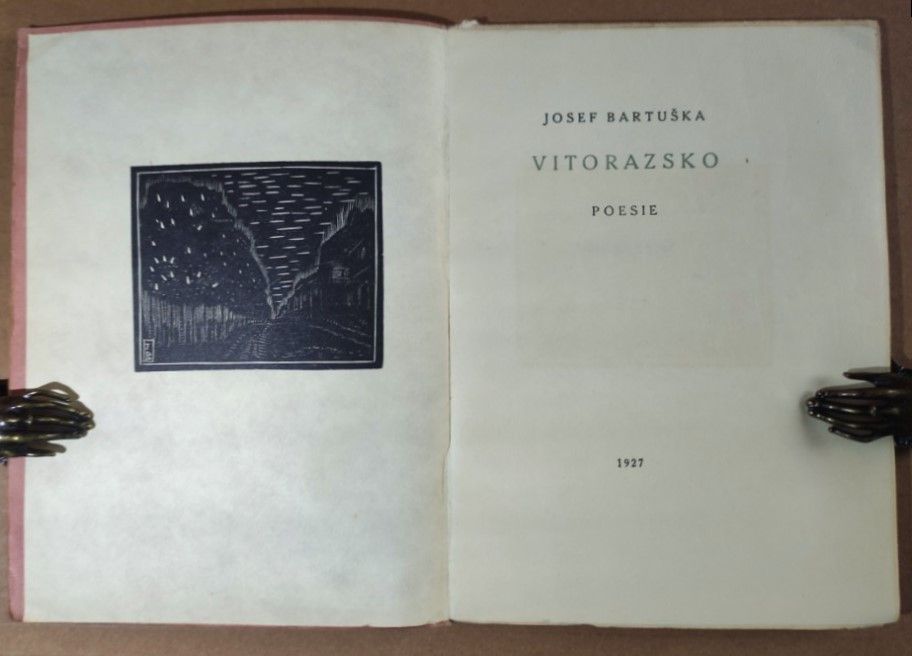 JOSEF BARTUŠKA
VITORAZSKO
POESIE
1927